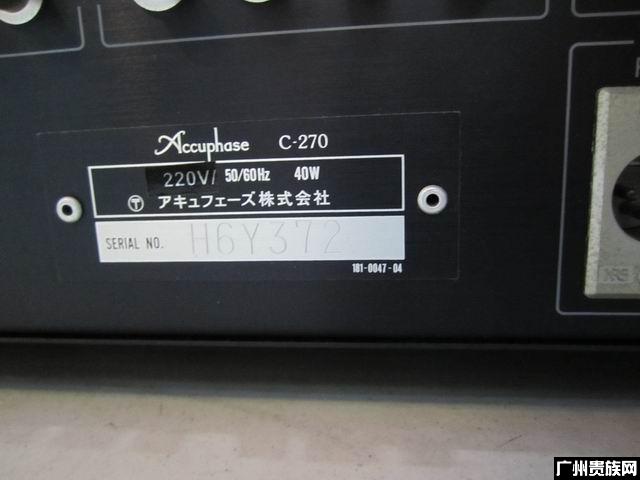 Accuphase C-270
220V/ 50/60Hz 40W
Ⓣ アキュフェーズ株式会社
SERIAL NO. H6Y372
181-0047-04
广州贵族网